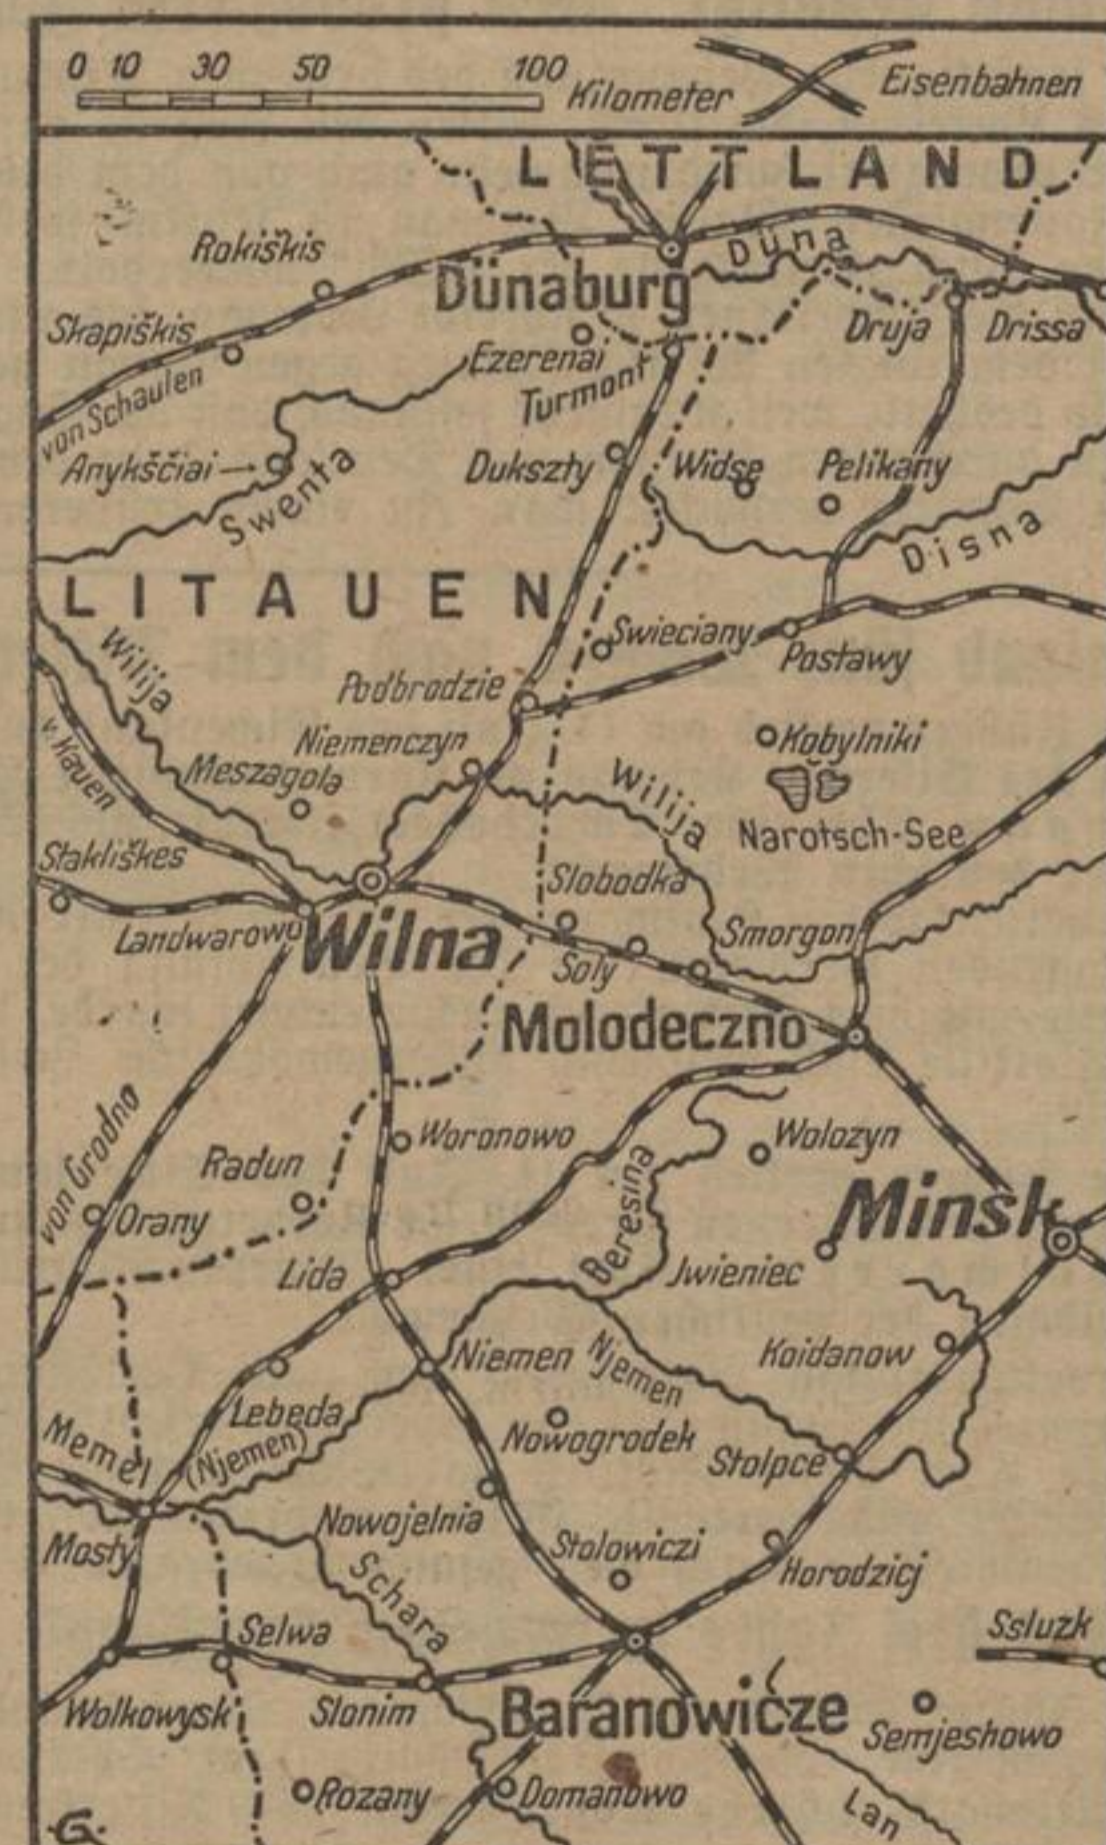 0 10 30 50 100 Kilometer Eisenbahnen
LETTLAND
Rokiškis
Düna
Dünaburg
Skapiškis
Druja
Drissa
Ezerenai
Turmont
von Schaulen
Anykščiai
Swenta
Dukszty
Widse
Pelikany
Disna
LITAUEN
Wilija
Swieciany
Postawy
Podbrodzie
Niemenczyn
Kobylniki
v. Kauen
Meszagola
Wilija
Narotsch-See
Stakliškes
Slobodka
Landwarowo
Wilna
Soly
Smorgon
Molodeczno
von Grodno
Woronowo
Wolozyn
Radun
Beresina
Minsk
Orany
Lida
Jwieniec
Niemen
Njemen
Koidanow
Lebeda
Memel
(Njemen)
Nowogrodek
Stolpce
Nowojelnia
Mosty
Schara
Stolowiczi
Horodzicj
Selwa
Ssluzk
Wolkowysk
Slonim
Baranowicze
Semjeshowo
Rozany
Domanowo
Lan
G.